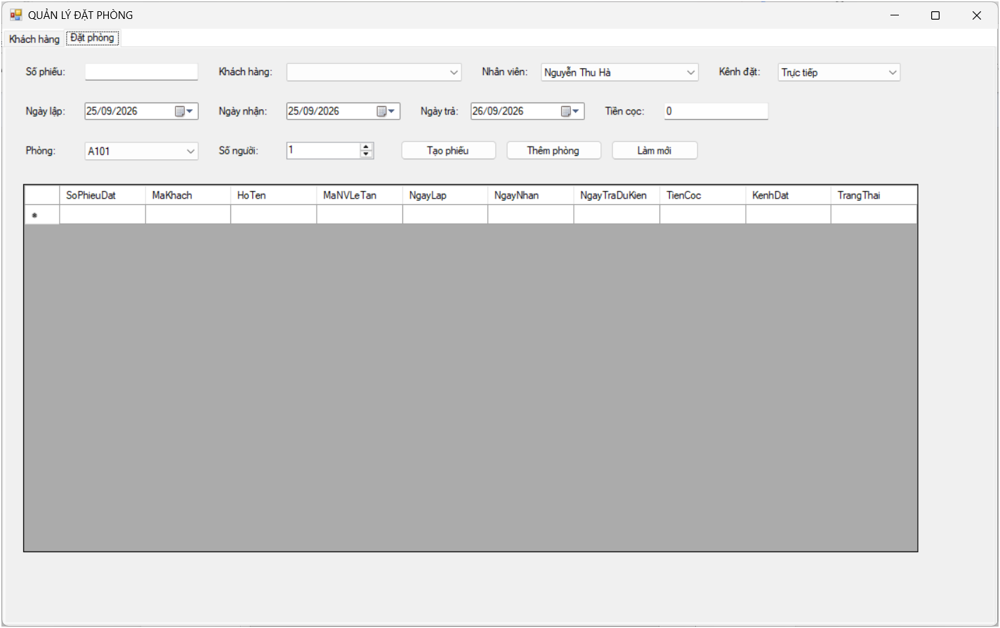 QUẢN LÝ ĐẶT PHÒNG
Khách hàng Đặt phòng
Số phiếu: Khách hàng: Nhân viên: Nguyễn Thu Hà Kênh đặt: Trực tiếp
Ngày lập: 25/09/2026 Ngày nhận: 25/09/2026 Ngày trả: 26/09/2026 Tiền cọc: 0
Phòng: A101 Số người: 1 Tạo phiếu Thêm phòng Làm mới
SoPhieuDat MaKhach HoTen MaNVLeTan NgayLap NgayNhan NgayTraDuKien TienCoc KenhDat TrangThai